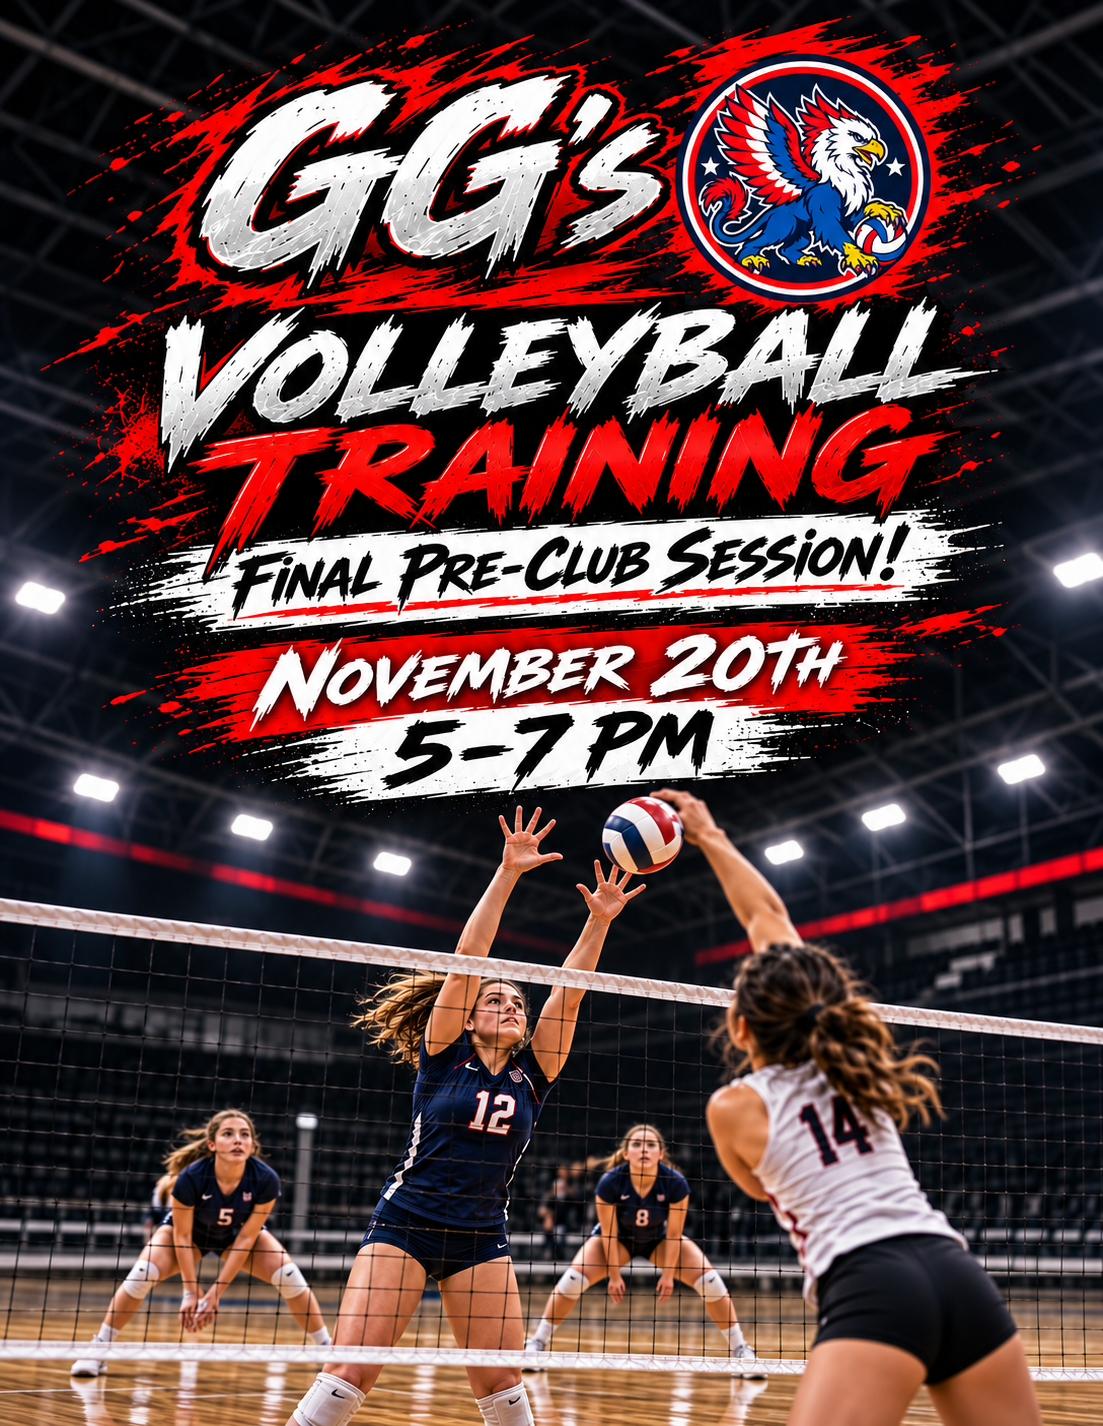 GG's
VOLLEYBALL
TRAINING
FINAL PRE-CLUB SESSION!
NOVEMBER 20TH
5-7 PM
12
14
5
8